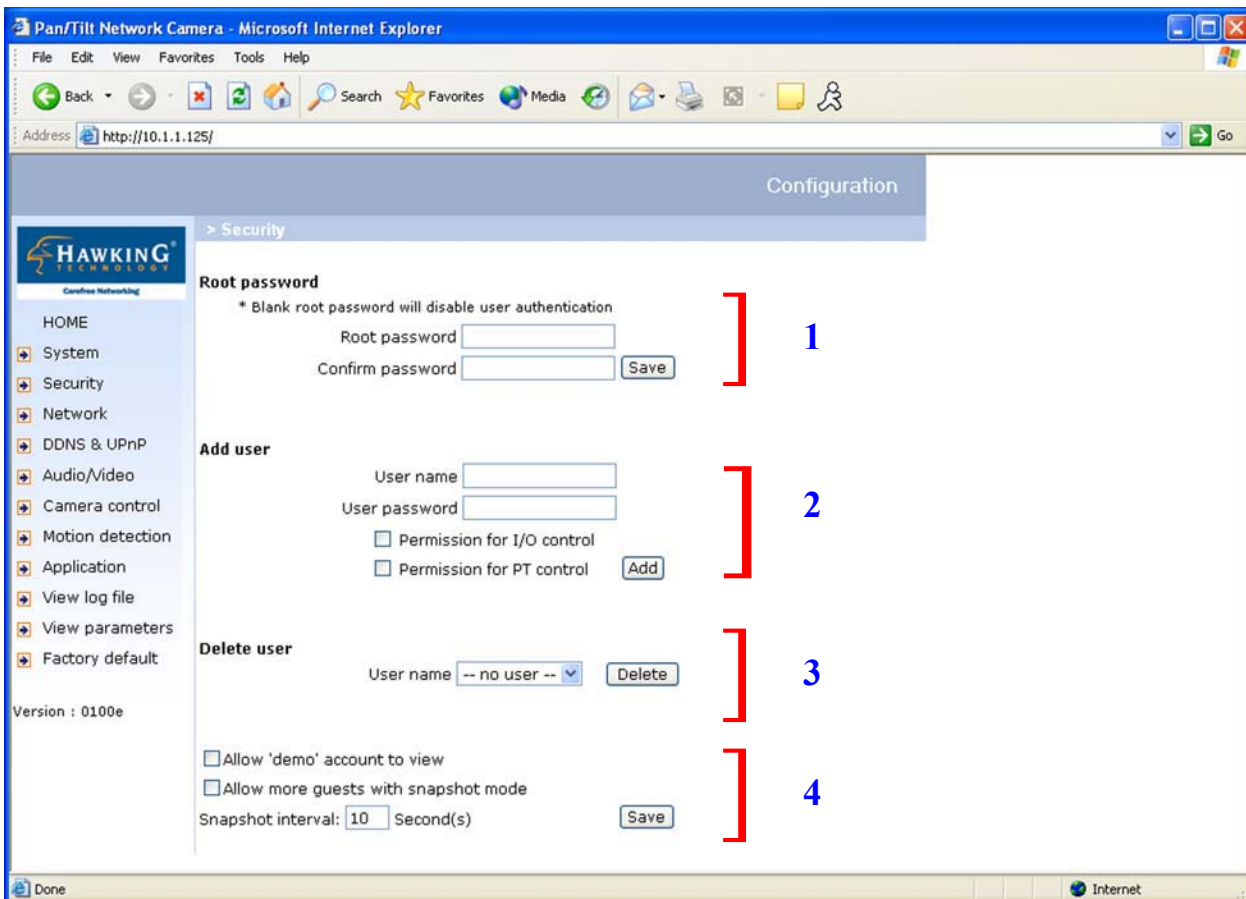 Pan/Tilt Network Camera - Microsoft Internet Explorer
File Edit View Favorites Tools Help
Back Search Favorites Media
Address http://10.1.1.125/ Go
Configuration
> Security
HAWKING®
TECHNOLOGY
Carefree Networking
HOME
System
Security
Network
DDNS & UPnP
Audio/Video
Camera control
Motion detection
Application
View log file
View parameters
Factory default
Version : 0100e
Root password
* Blank root password will disable user authentication
Root password
Confirm password Save
1
Add user
User name
User password
Permission for I/O control
Permission for PT control Add
2
Delete user
User name -- no user -- Delete
3
Allow 'demo' account to view
Allow more guests with snapshot mode
Snapshot interval: 10 Second(s) Save
4
Done Internet